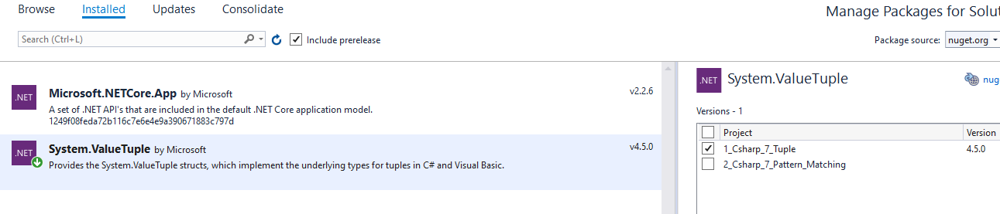 Browse Installed Updates Consolidate
Manage Packages for Solu
Search (Ctrl+L) Include prerelease
Package source: nuget.org
.NET Microsoft.NETCore.App by Microsoft v2.2.6
A set of .NET API's that are included in the default .NET Core application model.
1249f08feda72b116c7e6e4e9a390671883c797d
.NET System.ValueTuple by Microsoft v4.5.0
Provides the System.ValueTuple structs, which implement the underlying types for tuples in C# and Visual Basic.
.NET System.ValueTuple nug
Versions - 1
Project Version
1_Csharp_7_Tuple 4.5.0
2_Csharp_7_Pattern_Matching